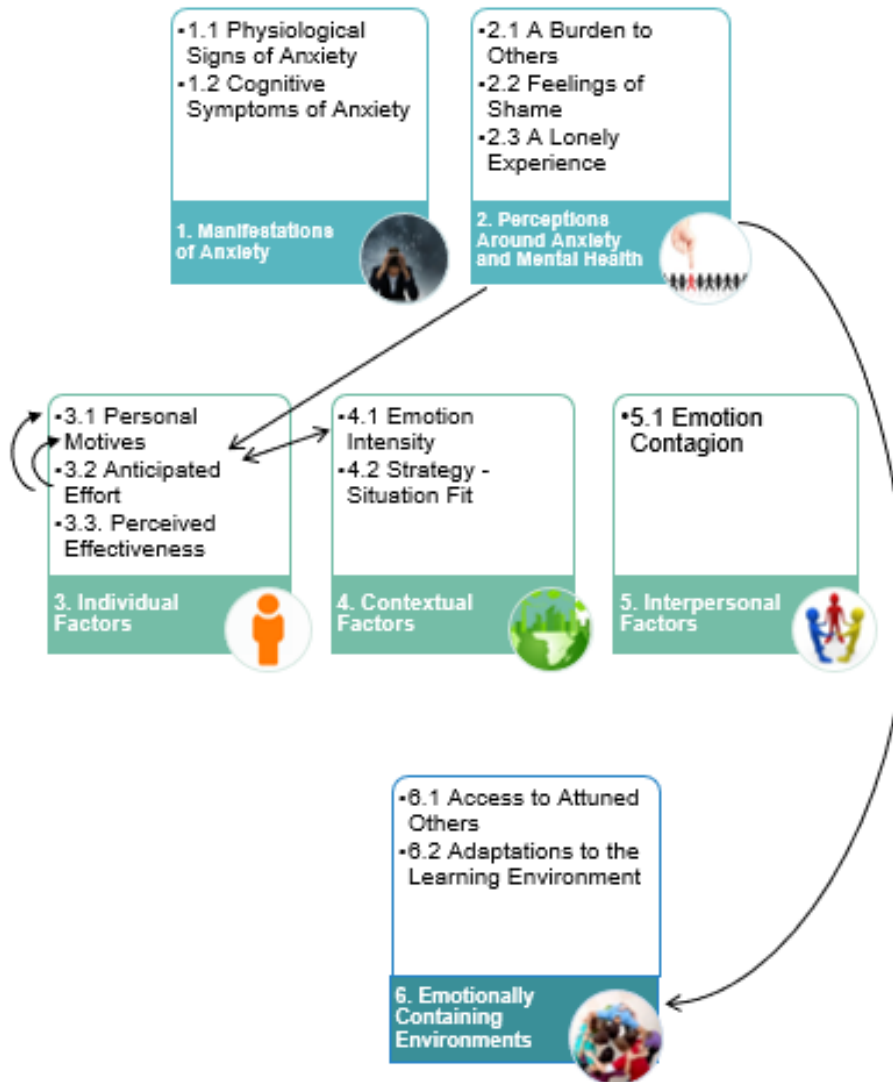 ▪1.1 Physiological
Signs of Anxiety
▪1.2 Cognitive
Symptoms of Anxiety
1. Manifestations
of Anxiety
▪2.1 A Burden to
Others
▪2.2 Feelings of
Shame
▪2.3 A Lonely
Experience
2. Perceptions
Around Anxiety
and Mental Health
▪3.1 Personal
Motives
▪3.2 Anticipated
Effort
▪3.3. Perceived
Effectiveness
3. Individual
Factors
▪4.1 Emotion
Intensity
▪4.2 Strategy -
Situation Fit
4. Contextual
Factors
•5.1 Emotion
Contagion
5. Interpersonal
Factors
▪6.1 Access to Attuned
Others
▪6.2 Adaptations to the
Learning Environment
6. Emotionally
Containing
Environments